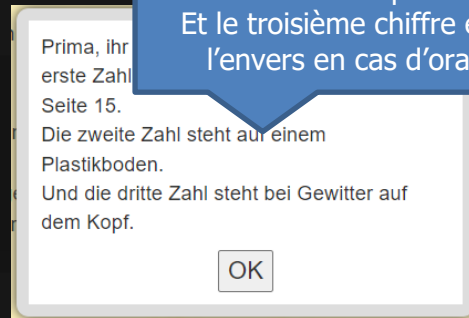 Et le troisième chiffre
l'envers en cas d'ora
Prima, ihr
erste Zahl
Seite 15.
Die zweite Zahl steht auf einem
Plastikboden.
Und die dritte Zahl steht bei Gewitter auf
dem Kopf.
OK